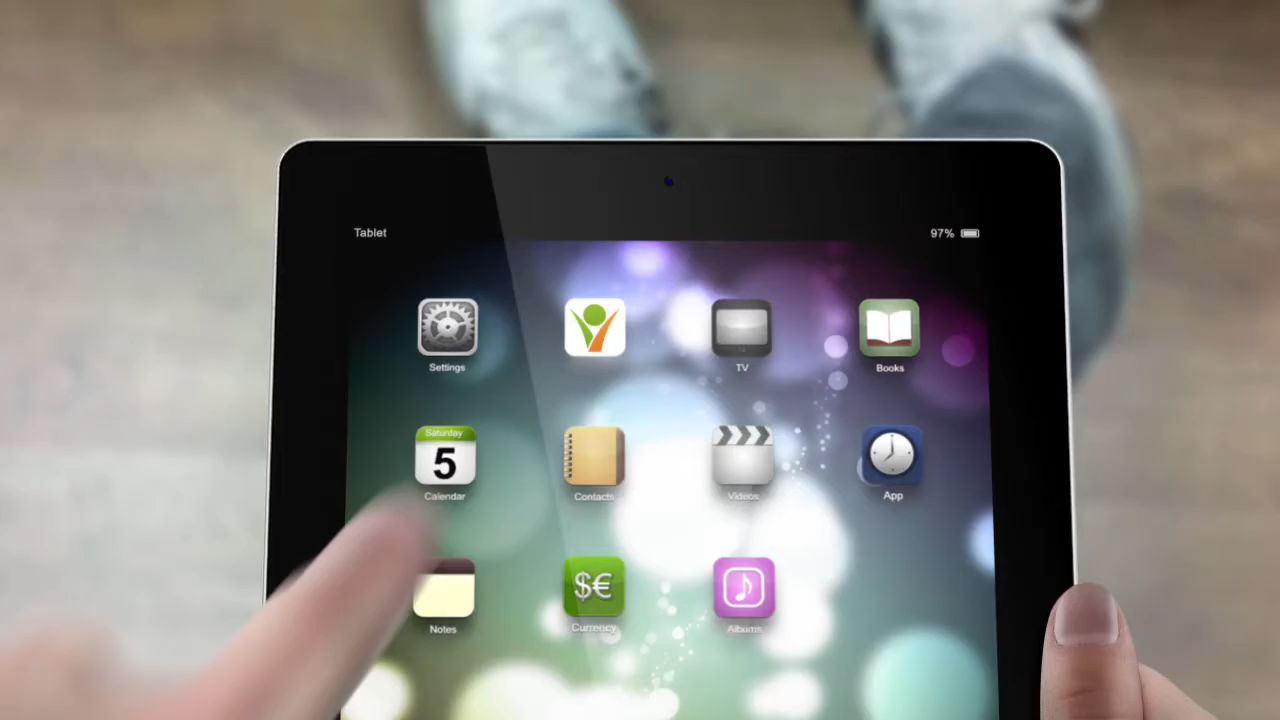 Tablet
97%
Settings
TV
Books
Saturday
5
Calendar
Contacts
Videos
App
$€
Notes
Currency
Albums